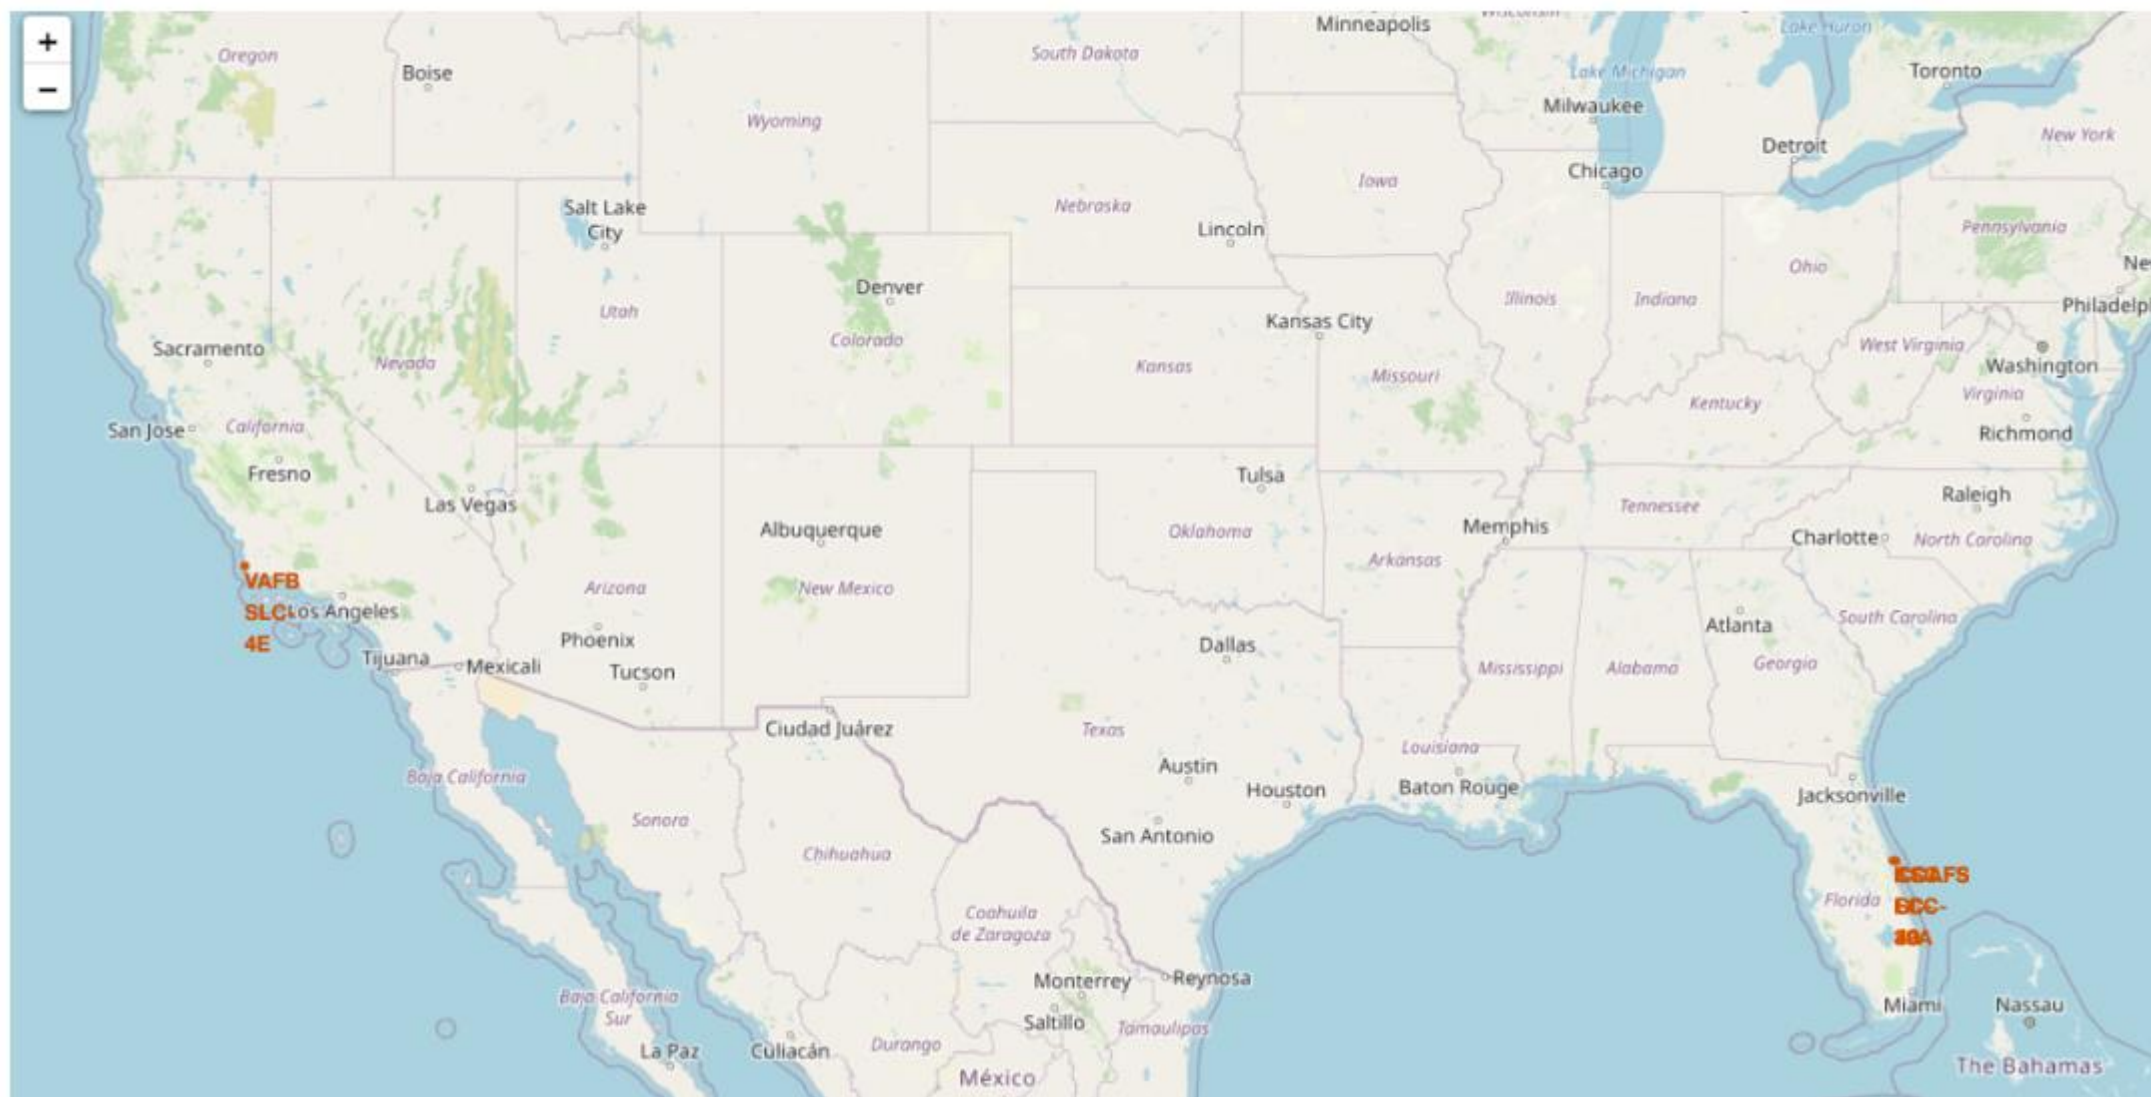 +
−
Oregon
Boise
South Dakota
Minneapolis
Wisconsin
Lake Huron
Lake Michigan
Toronto
Milwaukee
Wyoming
New York
Detroit
Chicago
Iowa
Nebraska
Salt Lake
City
Lincoln
Pennsylvania
Ohio
Denver
Utah
Illinois
Indiana
Kansas City
Colorado
Sacramento
Nevada
Kansas
Missouri
West Virginia
Washington
Virginia
Kentucky
San Jose
California
Richmond
Fresno
Las Vegas
Tulsa
Raleigh
Tennessee
Albuquerque
Oklahoma
Memphis
Charlotte
North Carolina
Arkansas
VAFB
SLC-
4E
Los Angeles
Arizona
New Mexico
South Carolina
Atlanta
Phoenix
Dallas
Tijuana
Mexicali
Tucson
Mississippi
Alabama
Georgia
Ciudad Juárez
Texas
Louisiana
Baja California
Austin
Houston
Baton Rouge
Jacksonville
Sonora
San Antonio
Chihuahua
Florida
Coahuila
de Zaragoza
Monterrey
Reynosa
Baja California
Sur
Saltillo
Tamaulipas
Miami
Nassau
La Paz
Culiacán
Durango
México
The Bahamas